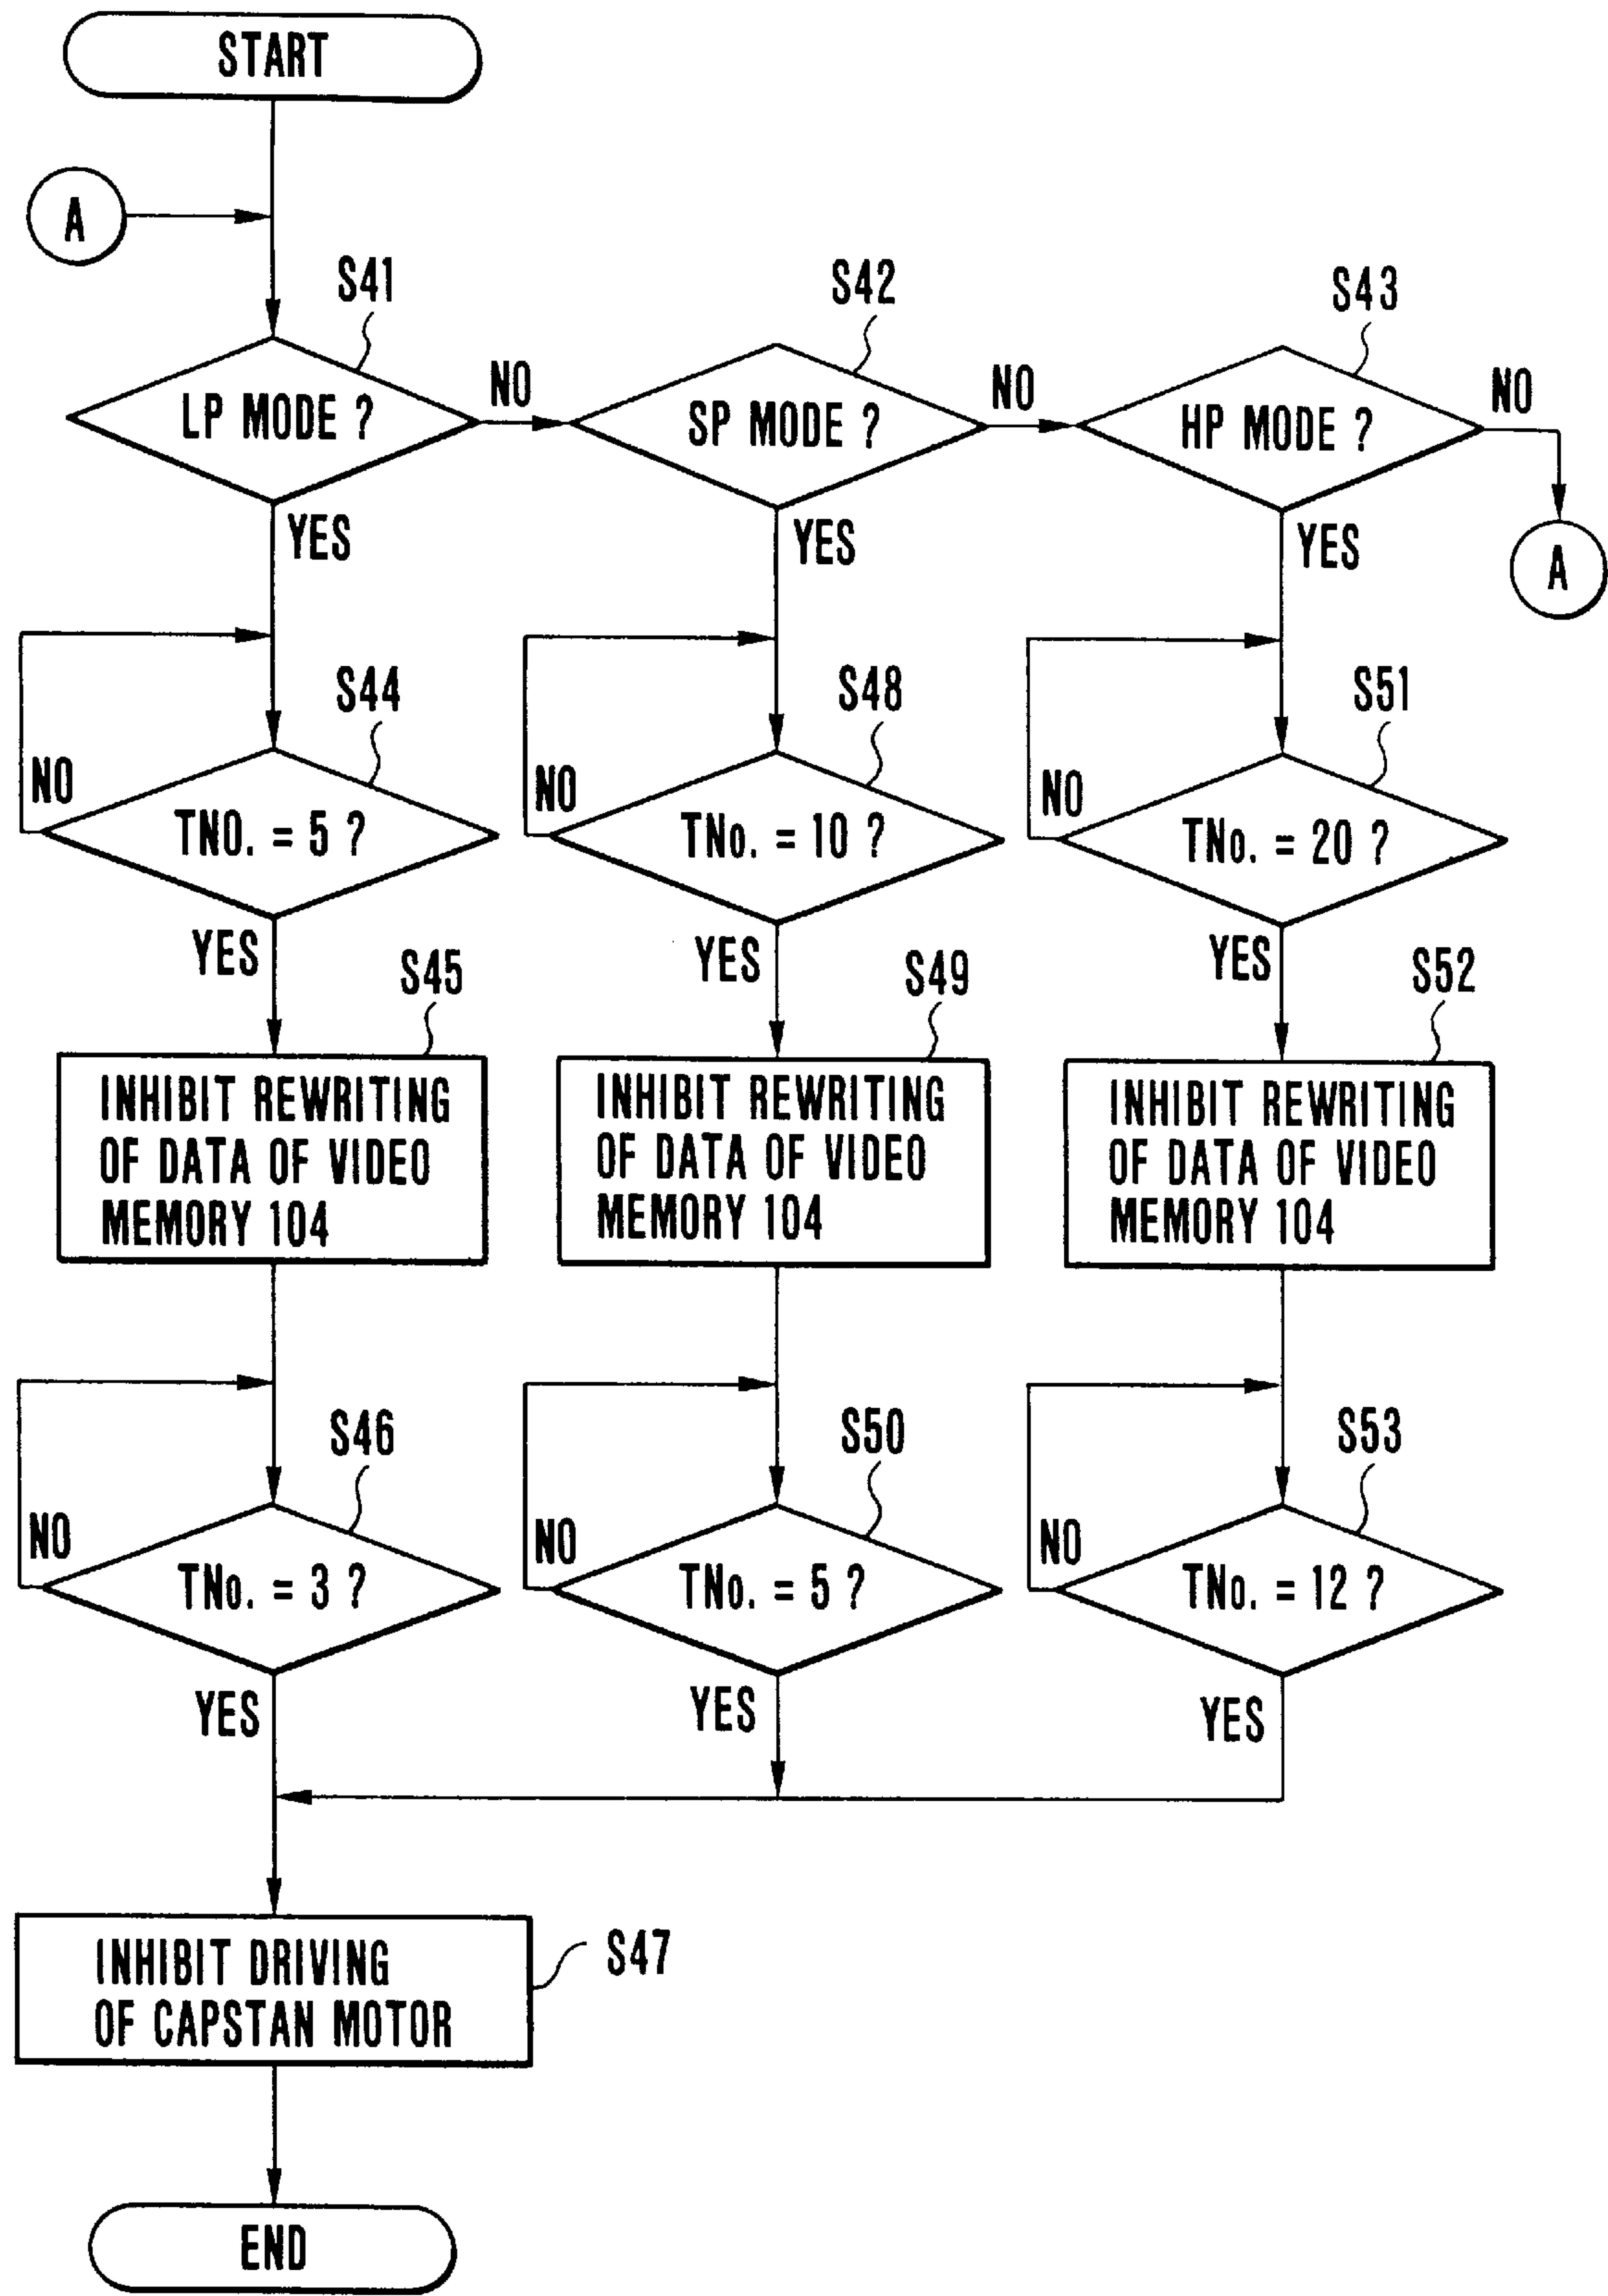 START
A
S41
S42
S43
LP MODE ?
NO
SP MODE ?
NO
HP MODE ?
NO
YES
YES
YES
A
S44
S48
S51
NO
TNO. = 5 ?
NO
TNo. = 10 ?
NO
TNo. = 20 ?
YES
YES
YES
S45
S49
S52
INHIBIT REWRITING
OF DATA OF VIDEO
MEMORY 104
INHIBIT REWRITING
OF DATA OF VIDEO
MEMORY 104
INHIBIT REWRITING
OF DATA OF VIDEO
MEMORY 104
S46
S50
S53
NO
TNo. = 3 ?
NO
TNo. = 5 ?
NO
TNo. = 12 ?
YES
YES
YES
INHIBIT DRIVING
OF CAPSTAN MOTOR
S47
END